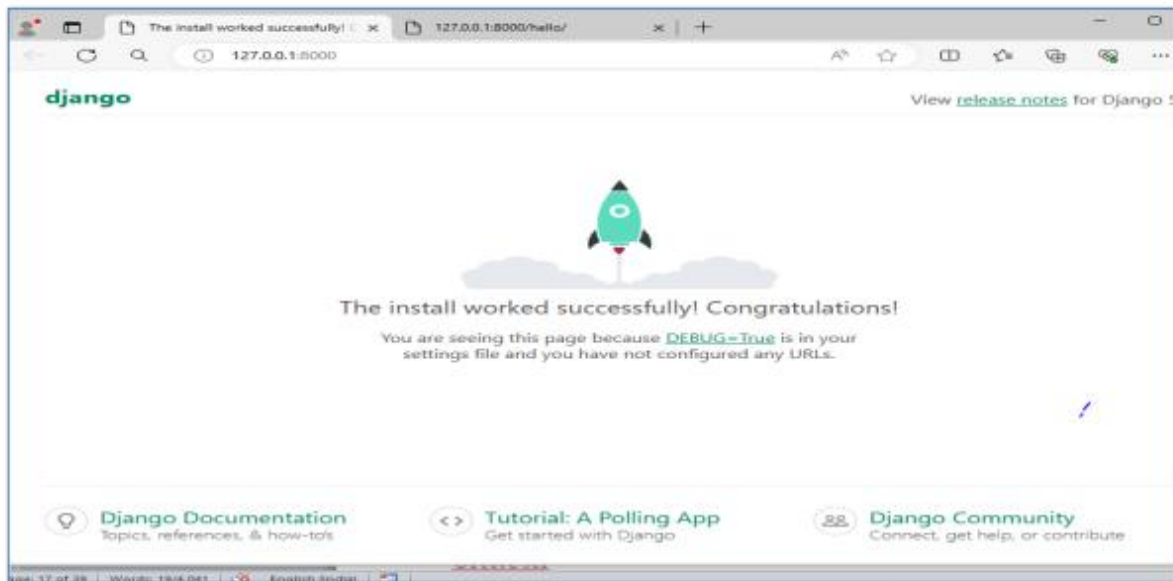 The install worked successfully! C
127.0.0.1:8000/hello/
127.0.0.1:8000
django
View release notes for Django 5
The install worked successfully! Congratulations!
You are seeing this page because DEBUG=True is in your
settings file and you have not configured any URLs.
Django Documentation
Topics, references, & how-to's
Tutorial: A Polling App
Get started with Django
Django Community
Connect, get help, or contribute